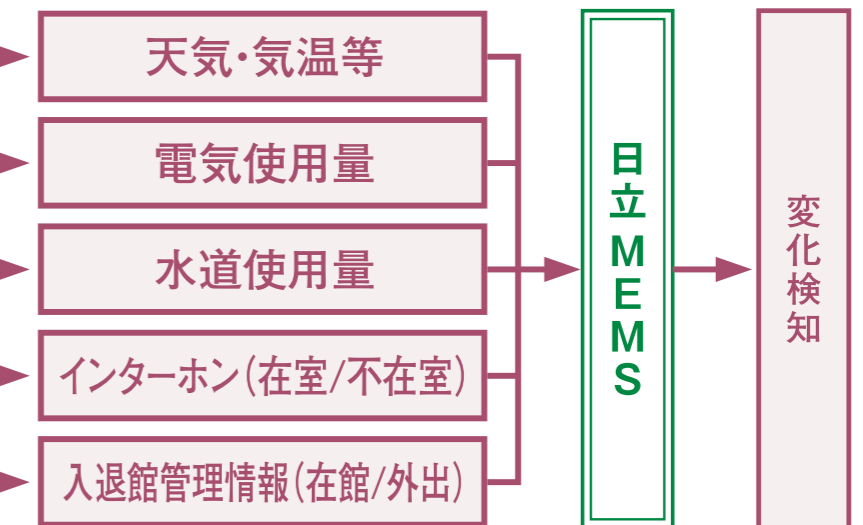 天気・気温等
電気使用量
水道使用量
インターホン(在室/不在室)
入退館管理情報(在館/外出)
日立MEMS
変化検知